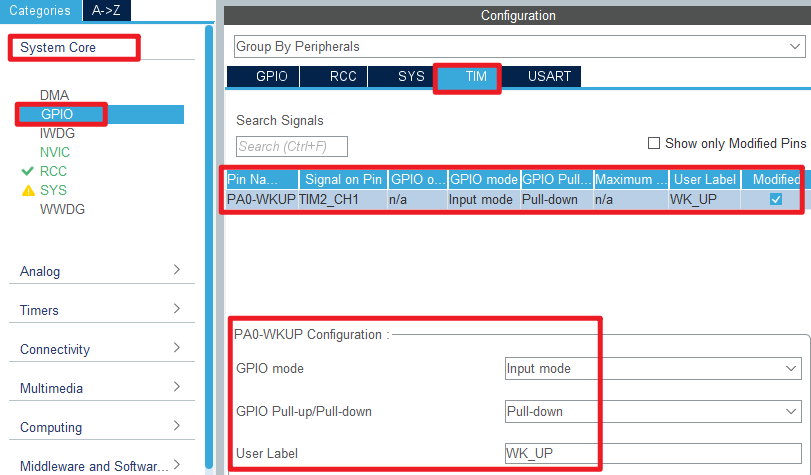 Categories A->Z
System Core
DMA
GPIO
IWDG
NVIC
RCC
SYS
WWDG
Analog
Timers
Connectivity
Multimedia
Computing
Middleware and Softwar...
Configuration
Group By Peripherals
GPIO RCC SYS TIM USART
Search Signals
Search (Ctrl+F)
Show only Modified Pins
Pin Na... Signal on Pin GPIO o... GPIO mode GPIO Pull... Maximum ... User Label Modified
PA0-WKUP TIM2_CH1 n/a Input mode Pull-down n/a WK_UP
PA0-WKUP Configuration :
GPIO mode Input mode
GPIO Pull-up/Pull-down Pull-down
User Label WK_UP